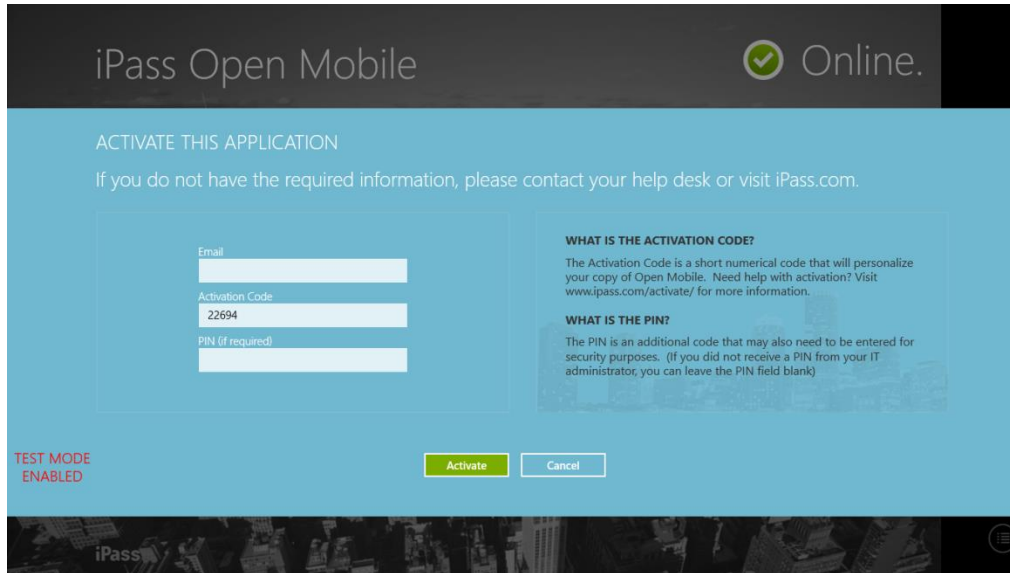 iPass Open Mobile
Online.
ACTIVATE THIS APPLICATION
If you do not have the required information, please contact your help desk or visit iPass.com.
Email
Activation Code
22694
PIN (if required)
WHAT IS THE ACTIVATION CODE?
The Activation Code is a short numerical code that will personalize
your copy of Open Mobile. Need help with activation? Visit
www.ipass.com/activate/ for more information.
WHAT IS THE PIN?
The PIN is an additional code that may also need to be entered for
security purposes. (If you did not receive a PIN from your IT
administrator, you can leave the PIN field blank)
TEST MODE
ENABLED
Activate
Cancel
iPass